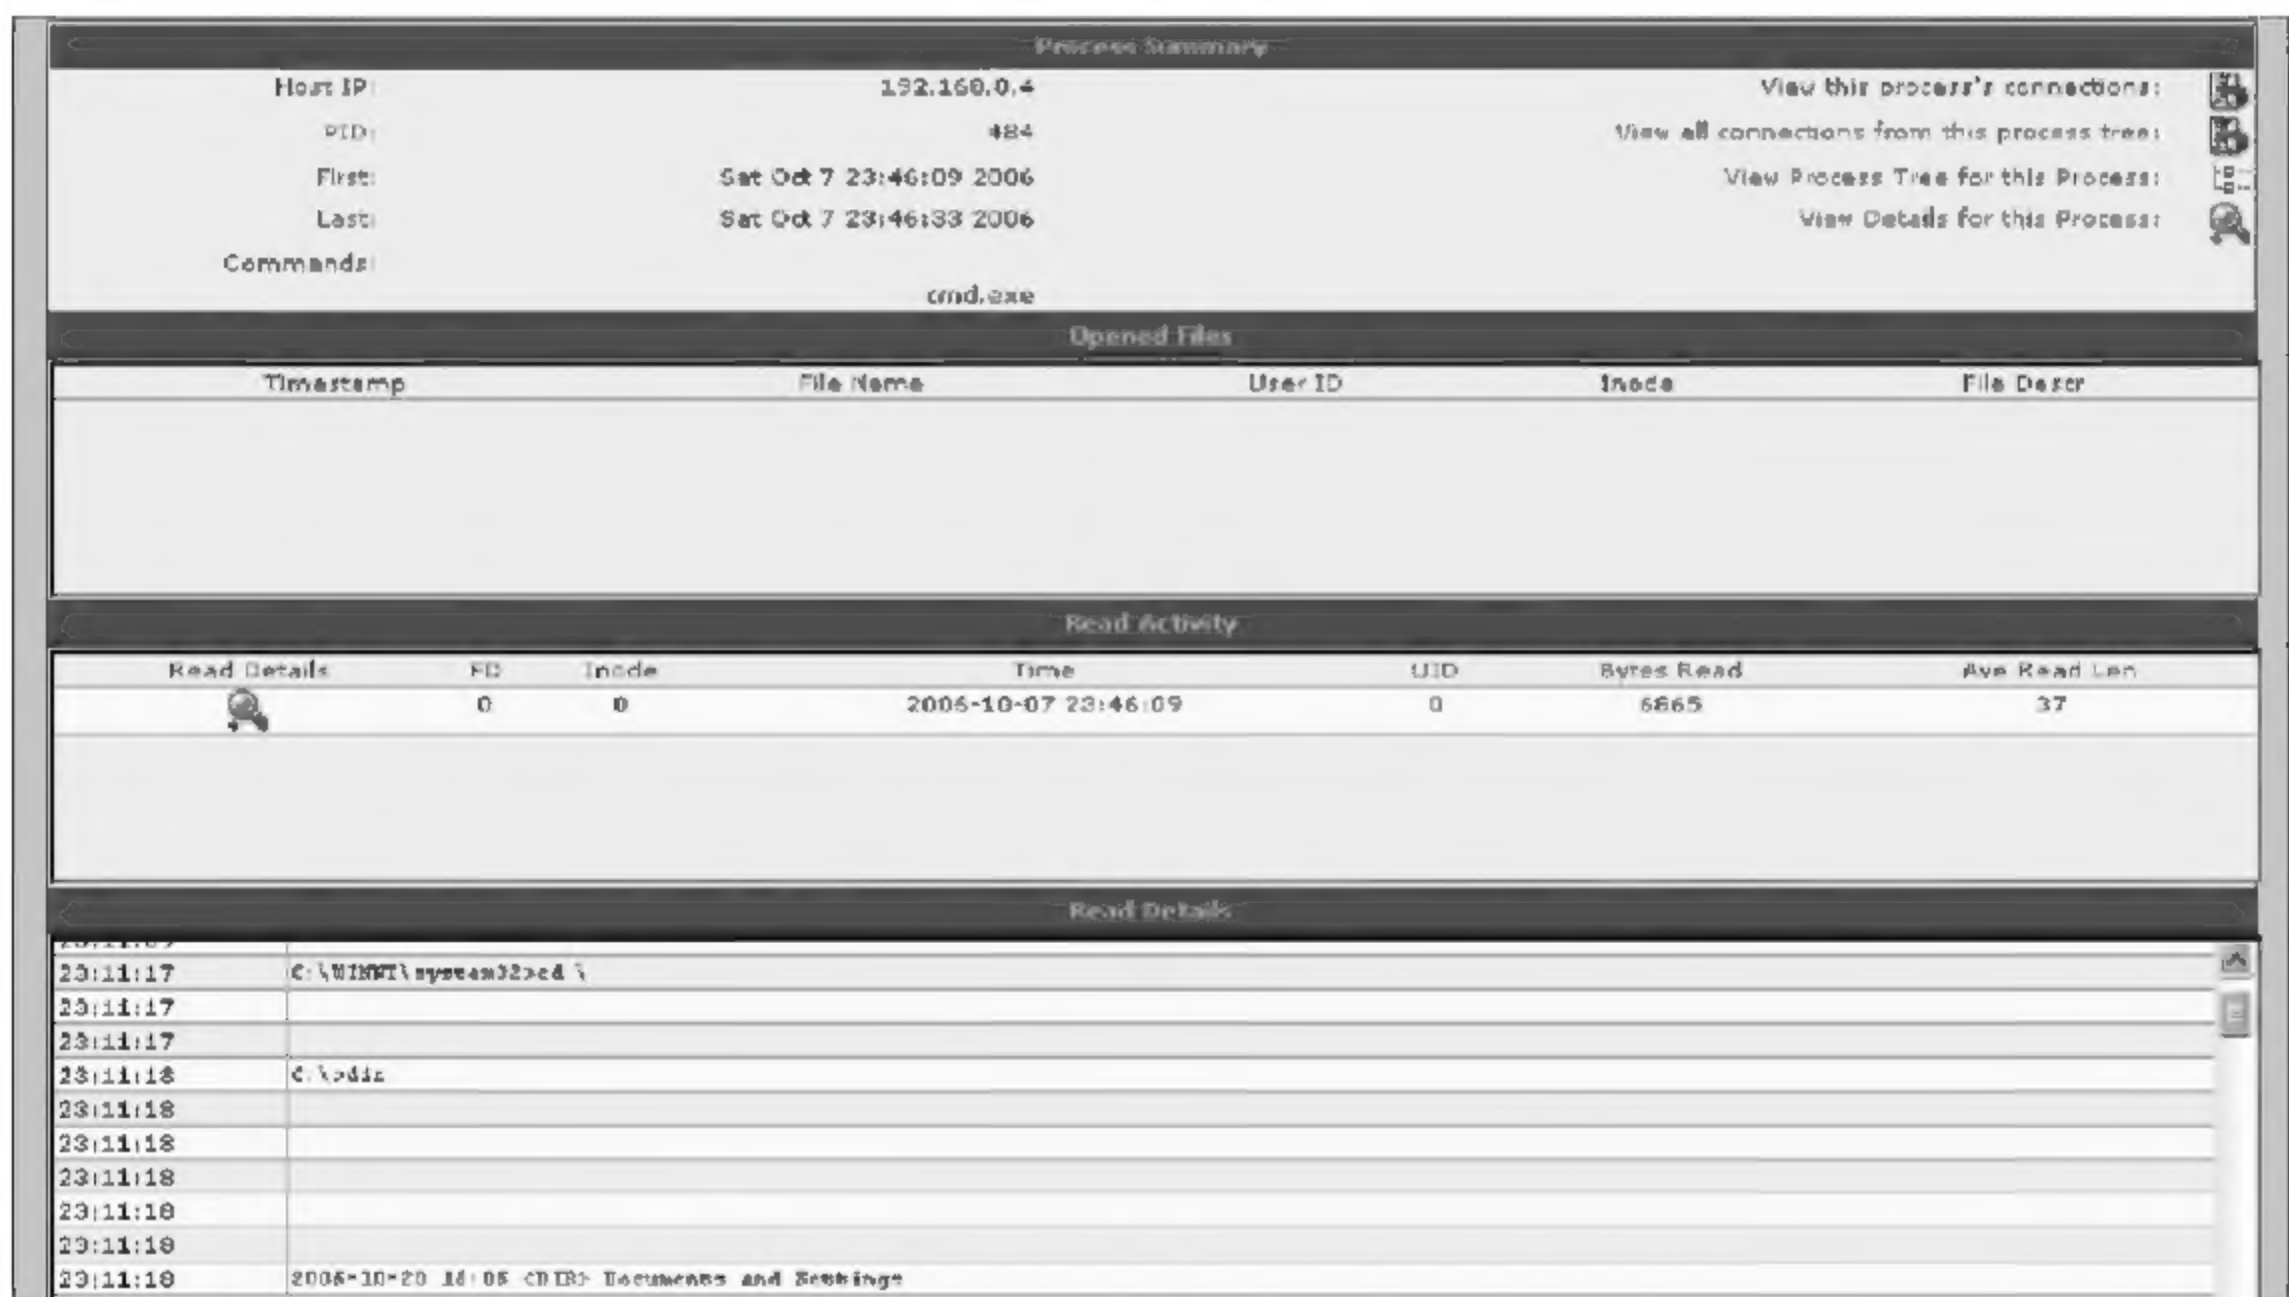 Process Summary
Host IP: 192.168.0.4 View this process's connections:
PID: 484 View all connections from this process tree:
First: Sat Oct 7 23:46:09 2006 View Process Tree for this Process:
Last: Sat Oct 7 23:46:33 2006 View Details for this Process:
Commands:
cmd.exe
Opened Files
Timestamp File Name User ID Inode File Descr
Read Activity
Read Details FD Inode Time UID Bytes Read Ave Read Len
0 0 2006-10-07 23:46:09 0 6865 37
Read Details
23:11:17 C:\WINNT\system32>cd \
23:11:17
23:11:17
23:11:18 C:\>dir
23:11:18
23:11:18
23:11:18
23:11:18
23:11:18
23:11:18 <DIR> Documents and Settings